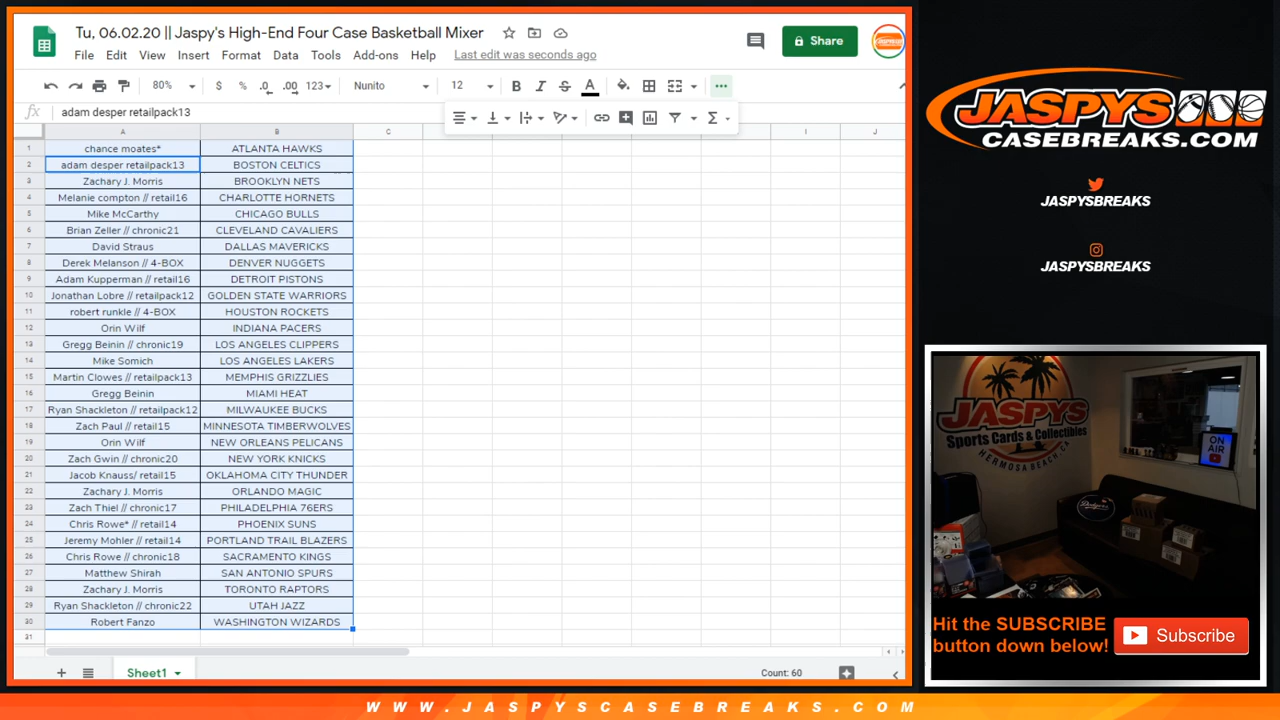 Tu, 06.02.20 || Jaspy's High-End Four Case Basketball Mixer
File Edit View Insert Format Data Tools Add-ons Help Last edit was seconds ago
Share
80% $ % .0 .00 123 Nunito 12 B I S A
fx adam desper retailpack13
A B C I J
1 chance moates* ATLANTA HAWKS
2 adam desper retailpack13 BOSTON CELTICS
3 Zachary J. Morris BROOKLYN NETS
4 Melanie compton // retail16 CHARLOTTE HORNETS
5 Mike McCarthy CHICAGO BULLS
6 Brian Zeller // chronic21 CLEVELAND CAVALIERS
7 David Straus DALLAS MAVERICKS
8 Derek Melanson // 4-BOX DENVER NUGGETS
9 Adam Kupperman // retail16 DETROIT PISTONS
10 Jonathan Lobre // retailpack12 GOLDEN STATE WARRIORS
11 robert runkle // 4-BOX HOUSTON ROCKETS
12 Orin Wilf INDIANA PACERS
13 Gregg Beinin // chronic19 LOS ANGELES CLIPPERS
14 Mike Somich LOS ANGELES LAKERS
15 Martin Clowes // retailpack13 MEMPHIS GRIZZLIES
16 Gregg Beinin MIAMI HEAT
17 Ryan Shackleton // retailpack12 MILWAUKEE BUCKS
18 Zach Paul // retail15 MINNESOTA TIMBERWOLVES
19 Orin Wilf NEW ORLEANS PELICANS
20 Zach Gwin // chronic20 NEW YORK KNICKS
21 Jacob Knauss/ retail15 OKLAHOMA CITY THUNDER
22 Zachary J. Morris ORLANDO MAGIC
23 Zach Thiel // chronic17 PHILADELPHIA 76ERS
24 Chris Rowe* // retail14 PHOENIX SUNS
25 Jeremy Mohler // retail14 PORTLAND TRAIL BLAZERS
26 Chris Rowe // chronic18 SACRAMENTO KINGS
27 Matthew Shirah SAN ANTONIO SPURS
28 Zachary J. Morris TORONTO RAPTORS
29 Ryan Shackleton // chronic22 UTAH JAZZ
30 Robert Fanzo WASHINGTON WIZARDS
31
Sheet1 Count: 60
JASPYS
CASEBREAKS.COM
JASPYSBREAKS
JASPYSBREAKS
JASPYS
Sports Cards & Collectibles
HERMOSA BEACH, CA
ON
AIR
Dodgers
Hit the SUBSCRIBE
button down below!
Subscribe
WWW.JASPYSCASEBREAKS.COM